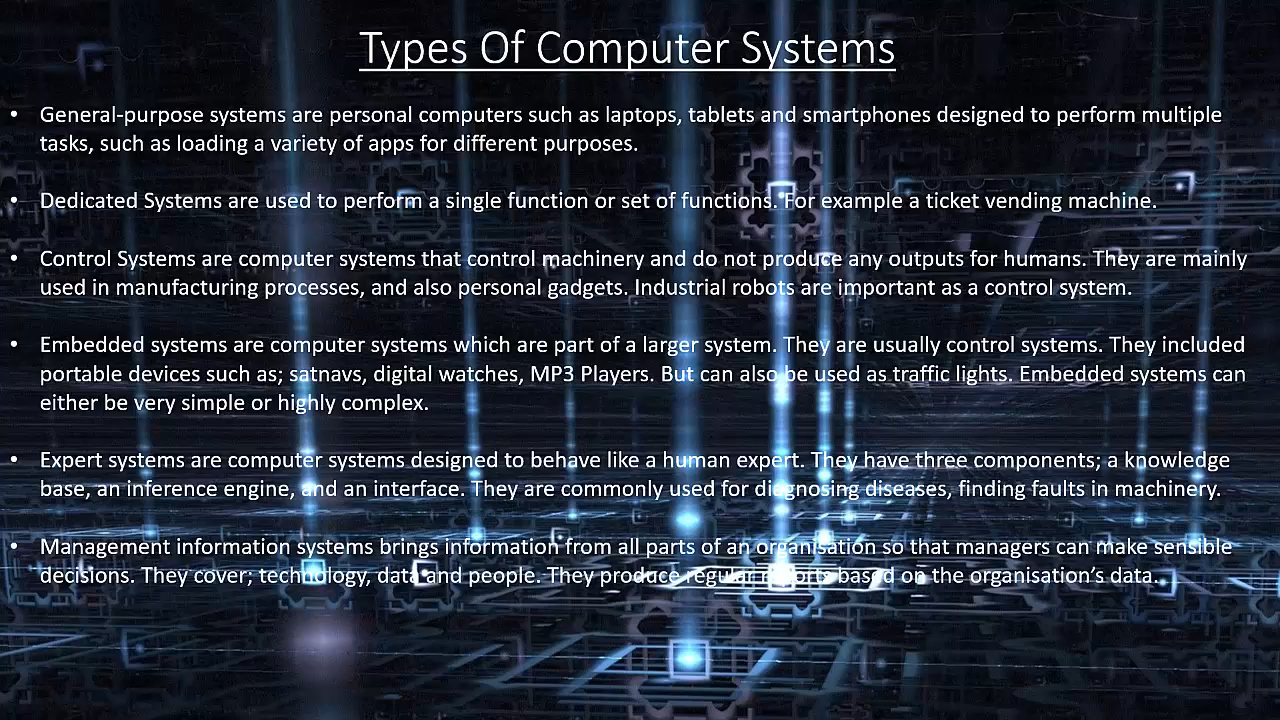 Types Of Computer Systems
• General-purpose systems are personal computers such as laptops, tablets and smartphones designed to perform multiple
tasks, such as loading a variety of apps for different purposes.
• Dedicated Systems are used to perform a single function or set of functions. For example a ticket vending machine.
• Control Systems are computer systems that control machinery and do not produce any outputs for humans. They are mainly
used in manufacturing processes, and also personal gadgets. Industrial robots are important as a control system.
• Embedded systems are computer systems which are part of a larger system. They are usually control systems. They included
portable devices such as; satnavs, digital watches, MP3 Players. But can also be used as traffic lights. Embedded systems can
either be very simple or highly complex.
• Expert systems are computer systems designed to behave like a human expert. They have three components; a knowledge
base, an inference engine, and an interface. They are commonly used for diagnosing diseases, finding faults in machinery.
• Management information systems brings information from all parts of an organisation so that managers can make sensible
decisions. They cover; technology, data and people. They produce regular reports based on the organisation's data.